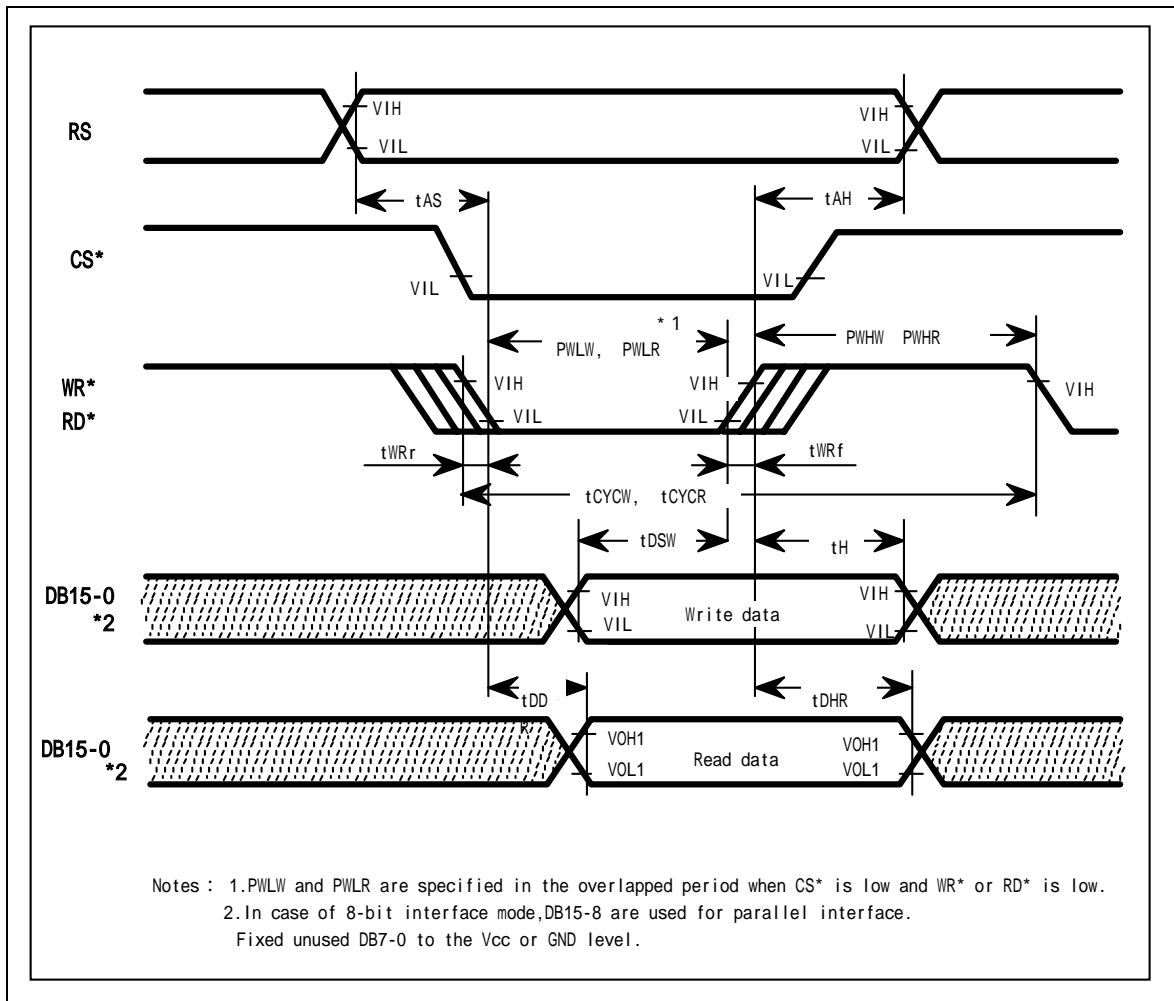 RS
VIH
VIL
VIH
VIL
tAS
tAH
CS*
VIL
VIL
*1
PWLW, PWLR
PWHW PWHR
WR*
RD*
VIH
VIL
VIH
VIL
VIH
tWRr
tWRf
tCYCW, tCYCR
tDSW
tH
DB15-0
*2
VIH
VIL
Write data
VIH
VIL
tDD
R
tDHR
DB15-0
*2
VOH1
VOL1
Read data
VOH1
VOL1
Notes : 1.PWLW and PWLR are specified in the overlapped period when CS* is low and WR* or RD* is low.
2.In case of 8-bit interface mode,DB15-8 are used for parallel interface.
Fixed unused DB7-0 to the Vcc or GND level.